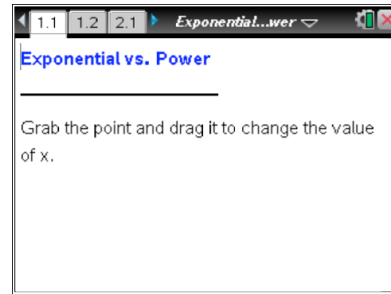 1.1 1.2 2.1 Exponential...wer
Exponential vs. Power
Grab the point and drag it to change the value
of x.